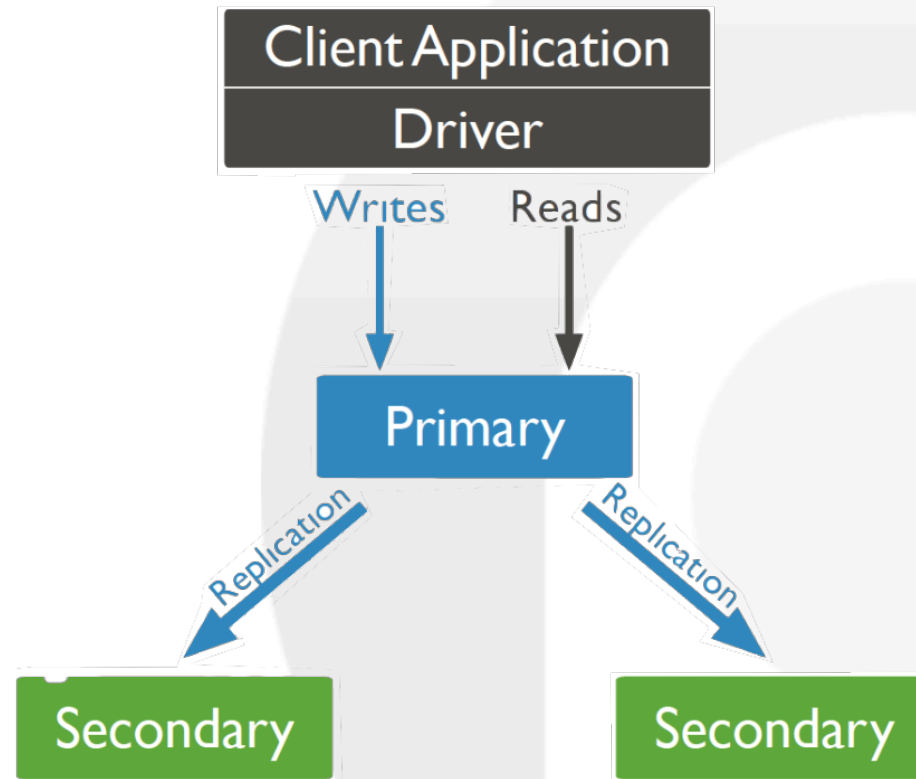 Client Application
Driver
Writes
Reads
Primary
Replication
Replication
Secondary
Secondary